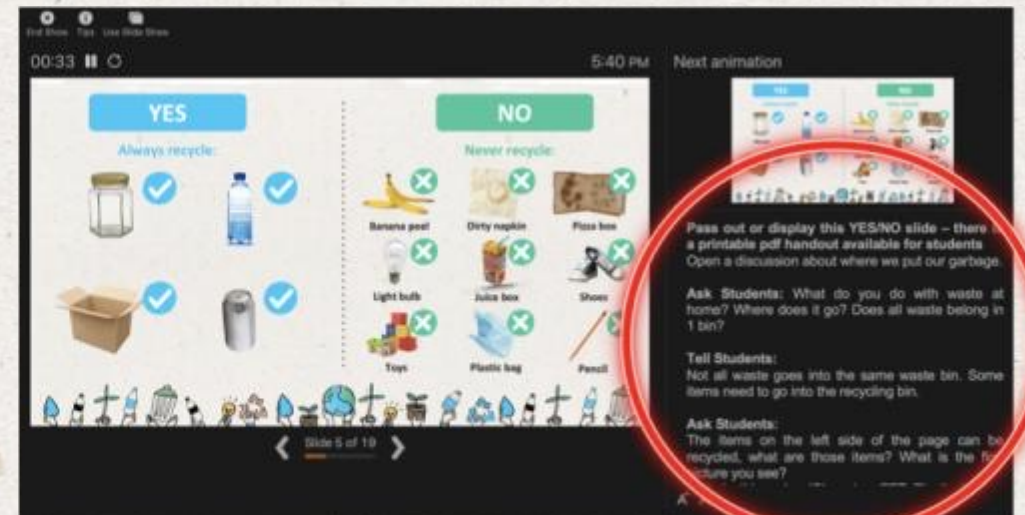 End Show Tips Use Slide Show
00:33
5:40 PM
Next animation
YES
NO
Always recycle:
Never recycle:
Banana peel
Dirty napkin
Pizza box
Light bulb
Juice box
Shoes
Toys
Plastic bag
Pencil
Slide 5 of 19
YES
NO
Pass out or display this YES/NO slide – there
a printable pdf handout available for students
Open a discussion about where we put our garbage.
Ask Students: What do you do with waste at
home? Where does it go? Does all waste belong in
1 bin?
Tell Students:
Not all waste goes into the same waste bin. Some
items need to go into the recycling bin.
Ask Students:
The items on the left side of the page can be
recycled, what are those items? What is the
picture you see?